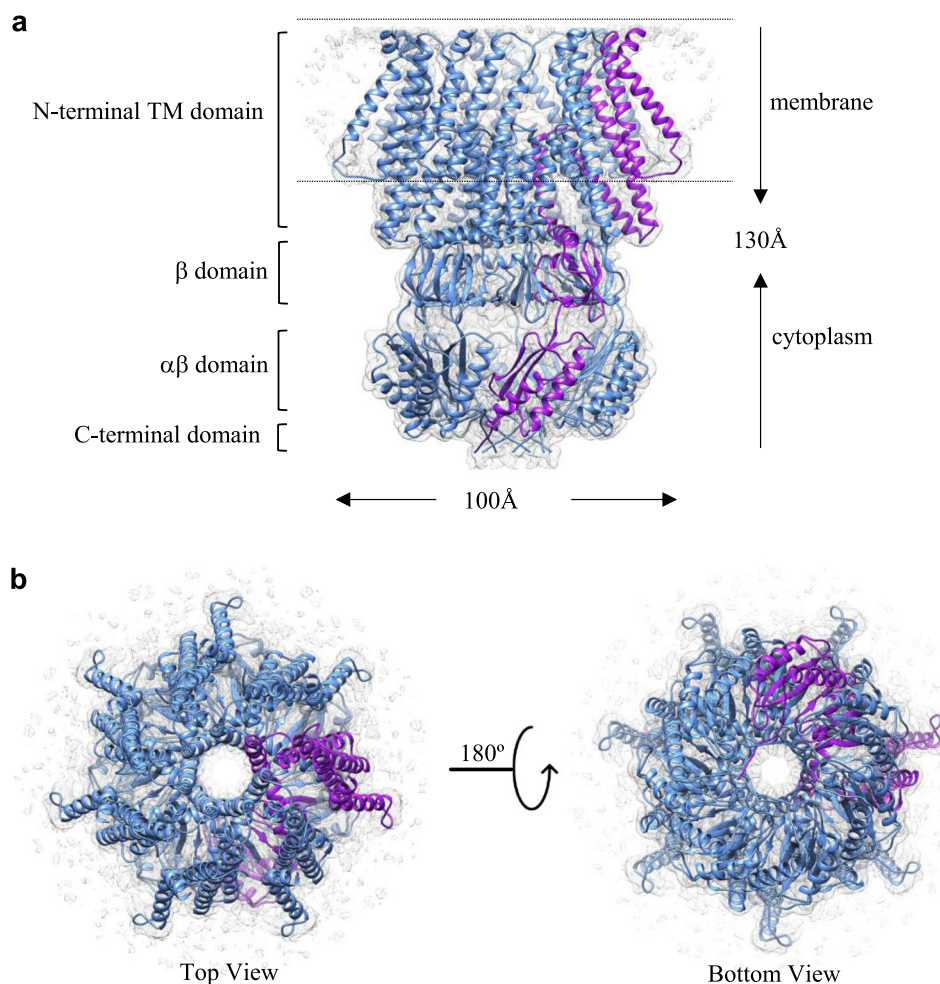 a
N-terminal TM domain
membrane
130Å
β domain
cytoplasm
αβ domain
C-terminal domain
100Å
b
180º
Top View
Bottom View